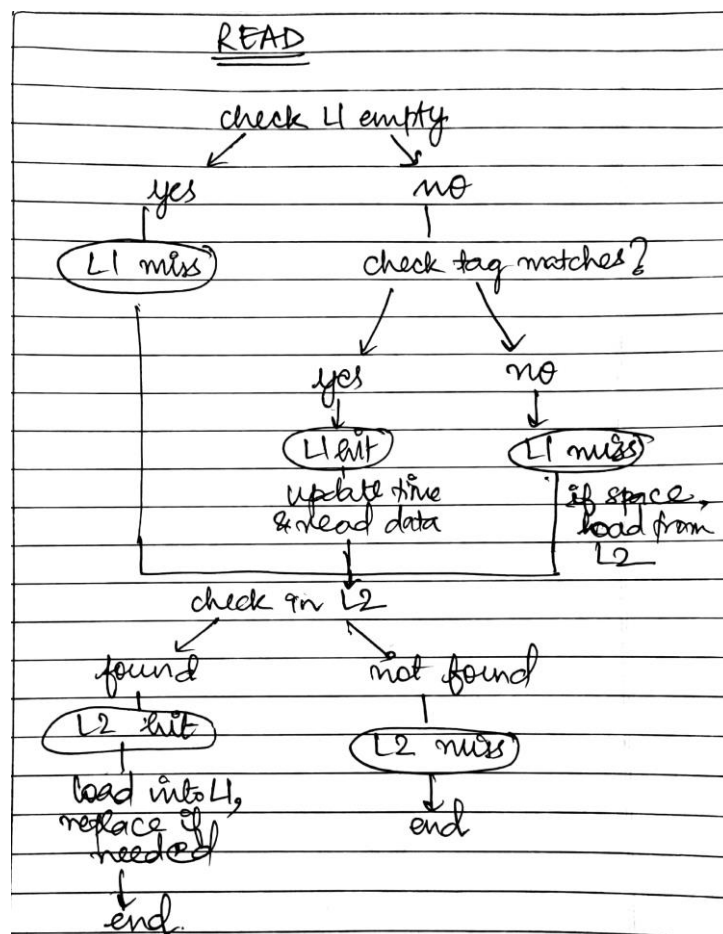 READ
check L1 empty
yes
no
L1 miss
check tag matches?
yes
no
L1 hit
L1 miss
update time
& read data
if space,
load from
L2
check in L2
found
not found
L2 hit
L2 miss
load into L1,
replace if
needed
end
end.